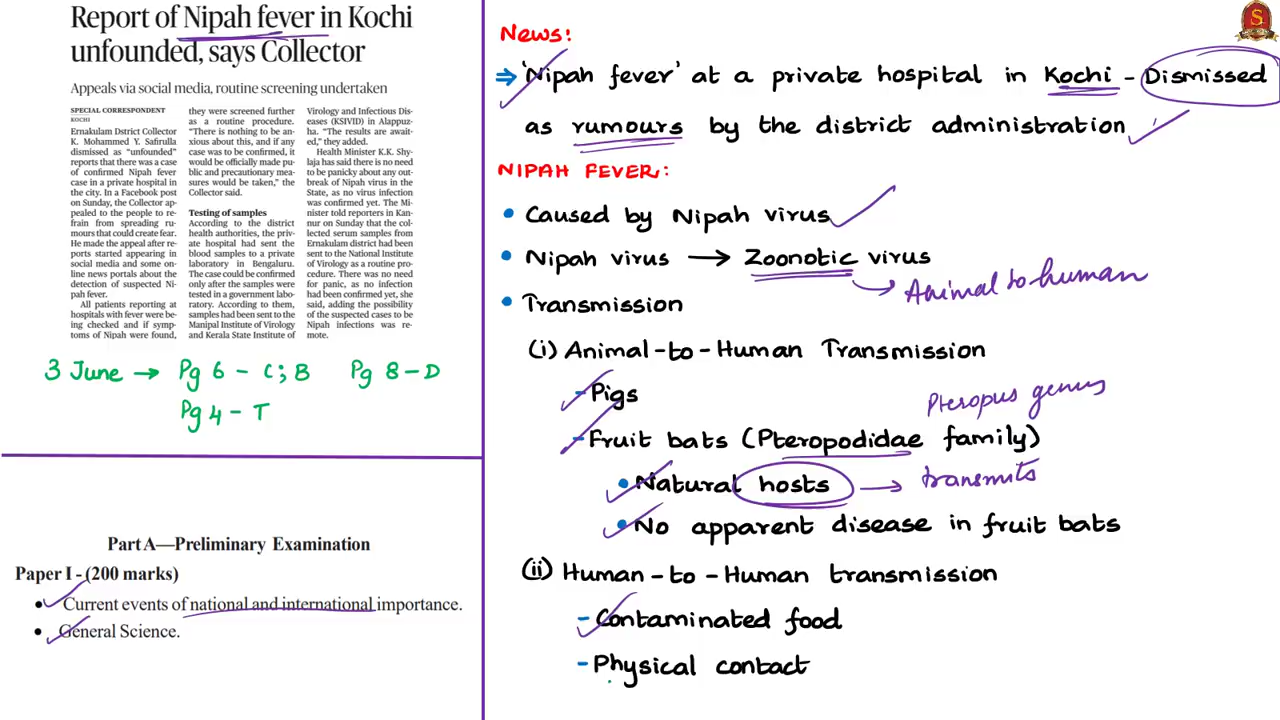 Report of Nipah fever in Kochi
unfounded, says Collector
Appeals via social media, routine screening undertaken
SPECIAL CORRESPONDENT
KOCHI
Ernakulam Dstrict Collector
K. Mohammed Y. Safirulla
dismissed as “unfounded”
reports that there was a case
of confirmed Nipah fever
case in a private hospital in
the city. In a Facebook post
on Sunday, the Collector ap-
pealed to the people to re-
frain from spreading ru-
mours that could create fear.
He made the appeal after re-
ports started appearing in
social media and some on-
line news portals about the
detection of suspected Ni-
pah fever.
All patients reporting at
hospitals with fever were be-
ing checked and if symp-
toms of Nipah were found,
they were screened further
as a routine procedure.
“There is nothing to be an-
xious about this, and if any
case was to be confirmed, it
would be officially made pu-
blic and precautionary mea-
sures would be taken,” the
Collector said.
Testing of samples
According to the district
health authorities, the priv-
ate hospital had sent the
blood samples to a private
laboratory in Bengaluru.
The case could be confirmed
only after the samples were
tested in a government labo-
ratory. According to them,
samples had been sent to the
Manipal Institute of Virology
and Kerala State Institute of
Virology and Infectious Dis-
eases (KSIVID) in Alappuz-
ha. “The results are await-
ed,” they added.
Health Minister K.K. Shy-
laja has said there is no need
to be panicky about any out-
break of Nipah virus in the
State, as no virus infection
was confirmed yet. The Mi-
nister told reporters in Kan-
nur on Sunday that the col-
lected serum samples from
Ernakulam district had been
sent to the National Institute
of Virology as a routine pro-
cedure. There was no need
for panic, as no infection
had been confirmed yet, she
said, adding the possibility
of the suspected cases to be
Nipah infections was re-
mote.
3 June → Pg 6 - C; B Pg 8 - D
Pg 4 - T
Part A—Preliminary Examination
Paper I - (200 marks)
• Current events of national and international importance.
• General Science.
News:
⇒ 'Nipah fever' at a private hospital in Kochi - Dismissed
as rumours by the district administration
NIPAH FEVER:
• Caused by Nipah virus
• Nipah virus → Zoonotic virus
→ Animal to human
• Transmission
(i) Animal-to-Human Transmission
- Pigs
Pteropus genus
- Fruit bats (Pteropodidae family)
• Natural hosts → transmits
• No apparent disease in fruit bats
(ii) Human-to-Human transmission
- Contaminated food
- Physical contact